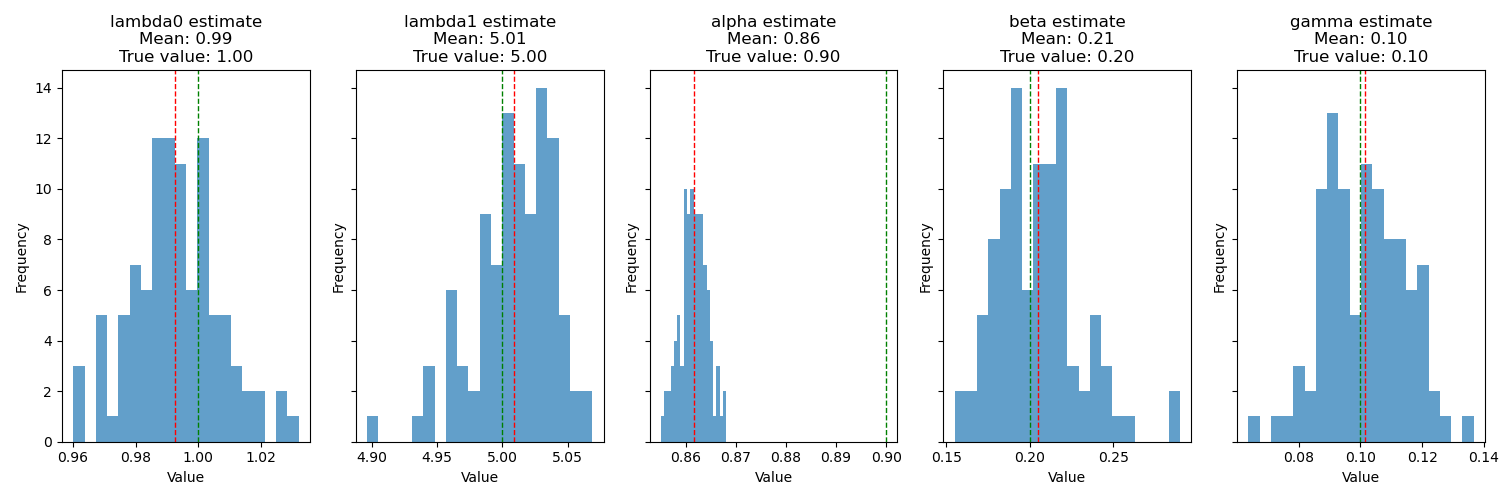 lambda0 estimate
Mean: 0.99
True value: 1.00
lambda1 estimate
Mean: 5.01
True value: 5.00
alpha estimate
Mean: 0.86
True value: 0.90
beta estimate
Mean: 0.21
True value: 0.20
gamma estimate
Mean: 0.10
True value: 0.10
14
12
10
8
6
4
2
0
Frequency
Frequency
Frequency
Frequency
Frequency
0.96 0.98 1.00 1.02
4.90 4.95 5.00 5.05
0.86 0.87 0.88 0.89 0.90
0.15 0.20 0.25
0.08 0.10 0.12 0.14
Value
Value
Value
Value
Value